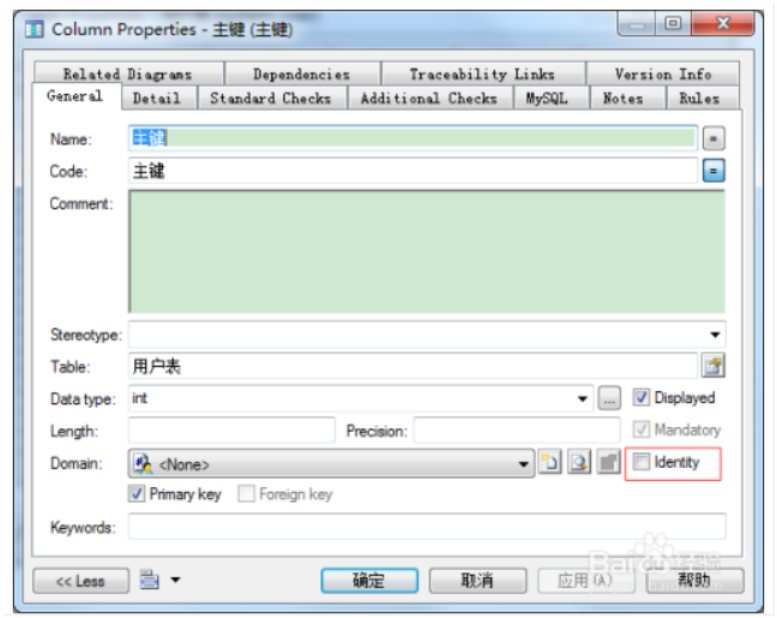 Column Properties - 主键 (主键)
Related Diagrams Dependencies Traceability Links Version Info
General Detail Standard Checks Additional Checks MySQL Notes Rules
Name: 主键 =
Code: 主键 =
Comment:
Stereotype:
Table: 用户表
Data type: int ... Displayed
Length: Precision: Mandatory
Domain: <None> Identity
Primary key Foreign key
Keywords:
<< Less 确定 取消 应用(A) 帮助
Baidu 经验